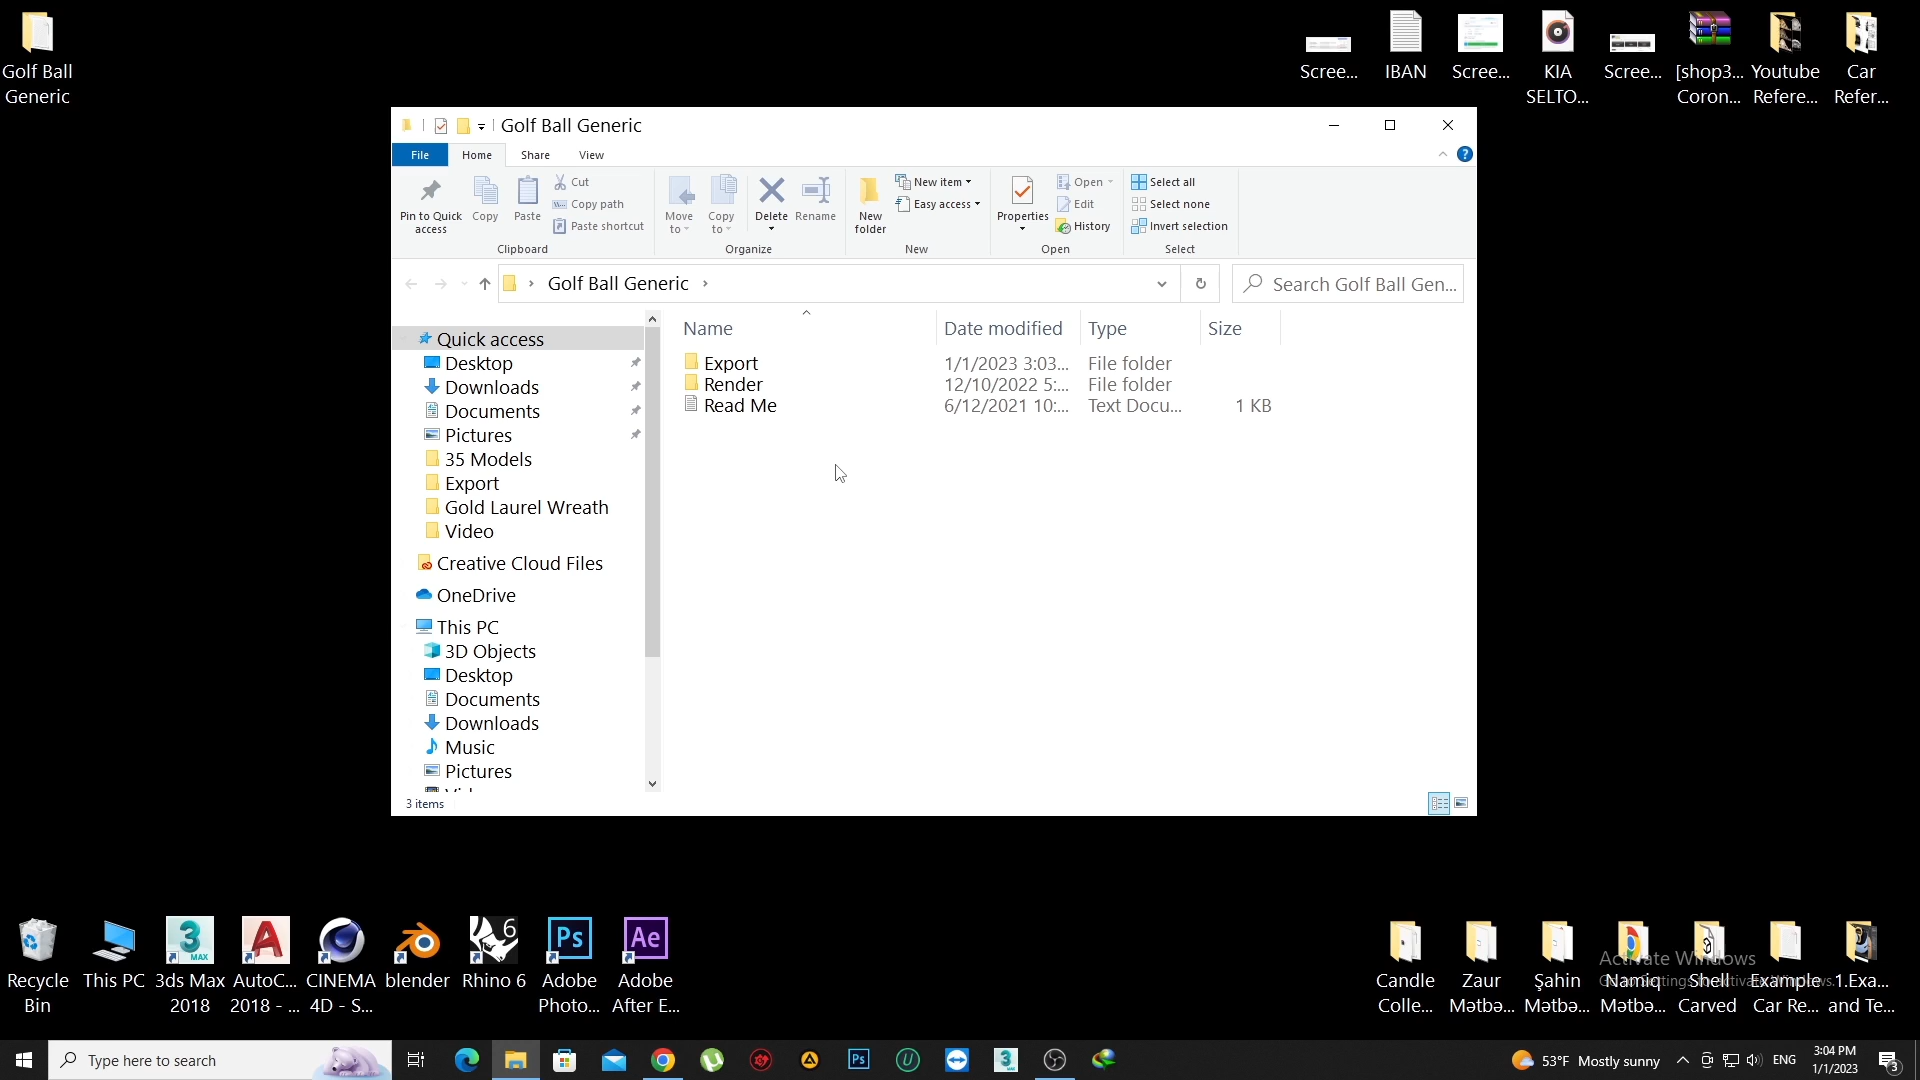 Golf Ball
Generic
Scree...
IBAN
Scree...
KIA
SELTO...
Scree...
[shop3...
Coron...
Youtube
Refere...
Car
Refer...
Golf Ball Generic
File
Home
Share
View
Pin to Quick
access
Copy
Paste
Cut
Copy path
Paste shortcut
Clipboard
Move
to
Copy
to
Delete
Rename
Organize
New
folder
New item
Easy access
New
Properties
Open
Edit
History
Open
Select all
Select none
Invert selection
Select
Golf Ball Generic
Search Golf Ball Gen...
Quick access
Desktop
Downloads
Documents
Pictures
35 Models
Export
Gold Laurel Wreath
Video
Creative Cloud Files
OneDrive
This PC
3D Objects
Desktop
Documents
Downloads
Music
Pictures
Name Date modified Type Size
Export 1/1/2023 3:03... File folder
Render 12/10/2022 5:... File folder
Read Me 6/12/2021 10:... Text Docu... 1 KB
3 items
Recycle
Bin
This PC
3ds Max
2018
AutoC...
2018 - ...
CINEMA
4D - S...
blender
Rhino 6
Adobe
Photo...
Adobe
After E...
Candle
Colle...
Zaur
Mətbə...
Şahin
Mətbə...
Namiq
Mətbə...
Shell
Carved
Example
Car Re...
1.Exa...
and Te...
Activate Windows
Go to Settings to activate Windows.
Type here to search
53°F Mostly sunny
ENG
3:04 PM
1/1/2023
3